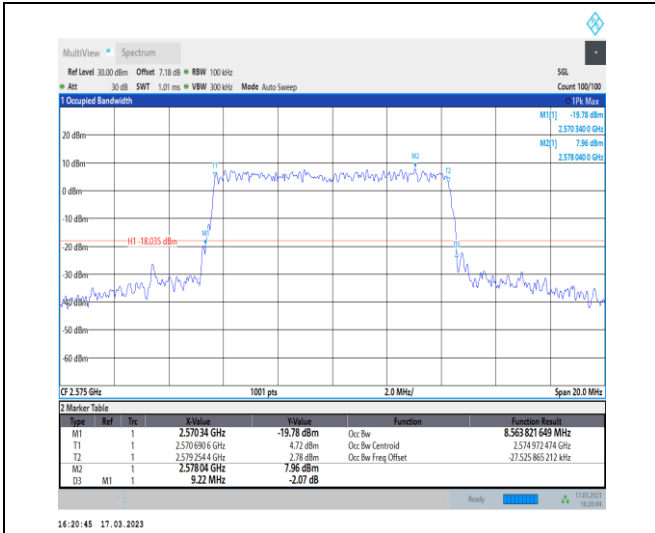 MultiView Spectrum
Ref Level 30.00 dBm Offset 7.18 dB RBW 100 kHz SGL
Att 30 dB SWT 1.01 ms VBW 300 kHz Mode Auto Sweep Count 100/100
1 Occupied Bandwidth 1Pk Max
M1[1] -19.78 dBm
2.570 340 0 GHz
20 dBm M2[1] 7.96 dBm
2.578 040 0 GHz
M2
10 dBm T1 T2
0 dBm
-10 dBm
M1
H1 -18.035 dBm
-20 dBm D3
-30 dBm
-40 dBm
-50 dBm
-60 dBm
CF 2.575 GHz 1001 pts 2.0 MHz/ Span 20.0 MHz
2 Marker Table
Type Ref Trc X-Value Y-Value Function Function Result
M1 1 2.57034 GHz -19.78 dBm Occ Bw 8.563 821 649 MHz
T1 1 2.570 690 6 GHz 4.72 dBm Occ Bw Centroid 2.574 972 474 GHz
T2 1 2.579 254 4 GHz 2.78 dBm Occ Bw Freq Offset -27.525 865 212 kHz
M2 1 2.57804 GHz 7.96 dBm
D3 M1 1 9.22 MHz -2.07 dB
Ready 17.03.2023
16:20:44
16:20:45 17.03.2023